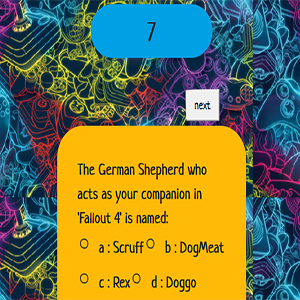 7
next
The German Shepherd who
acts as your companion in
'Fallout 4' is named:
a : Scruff b : DogMeat
c : Rex d : Doggo